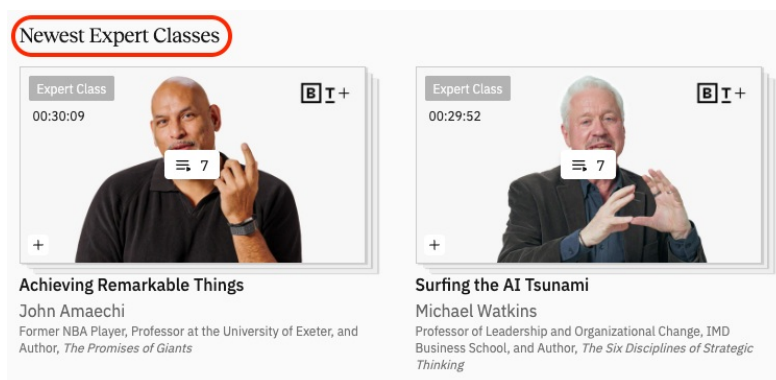 Newest Expert Classes
Expert Class
00:30:09
B T+
7
+
Achieving Remarkable Things
John Amaechi
Former NBA Player, Professor at the University of Exeter, and
Author, The Promises of Giants
Expert Class
00:29:52
B T+
7
+
Surfing the AI Tsunami
Michael Watkins
Professor of Leadership and Organizational Change, IMD
Business School, and Author, The Six Disciplines of Strategic
Thinking